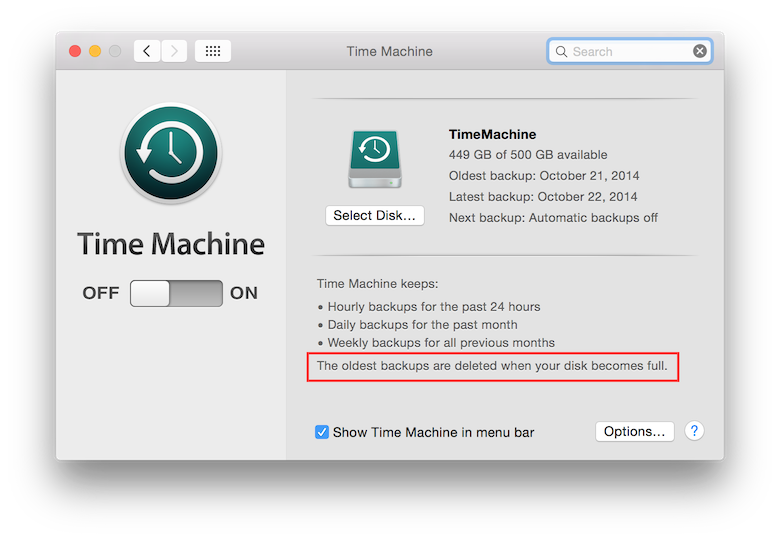 Time Machine
Search
Time Machine
OFF ON
TimeMachine
449 GB of 500 GB available
Oldest backup: October 21, 2014
Latest backup: October 22, 2014
Next backup: Automatic backups off
Select Disk...
Time Machine keeps:
• Hourly backups for the past 24 hours
• Daily backups for the past month
• Weekly backups for all previous months
The oldest backups are deleted when your disk becomes full.
Show Time Machine in menu bar
Options...
?